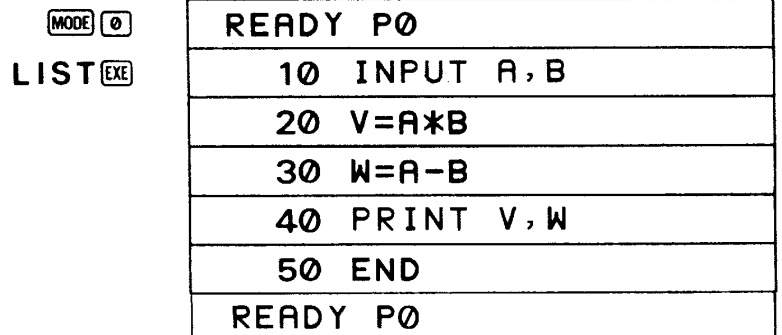 MODE 0 READY P0
LIST EXE 10 INPUT A,B
20 V=A*B
30 W=A-B
40 PRINT V,W
50 END
READY P0